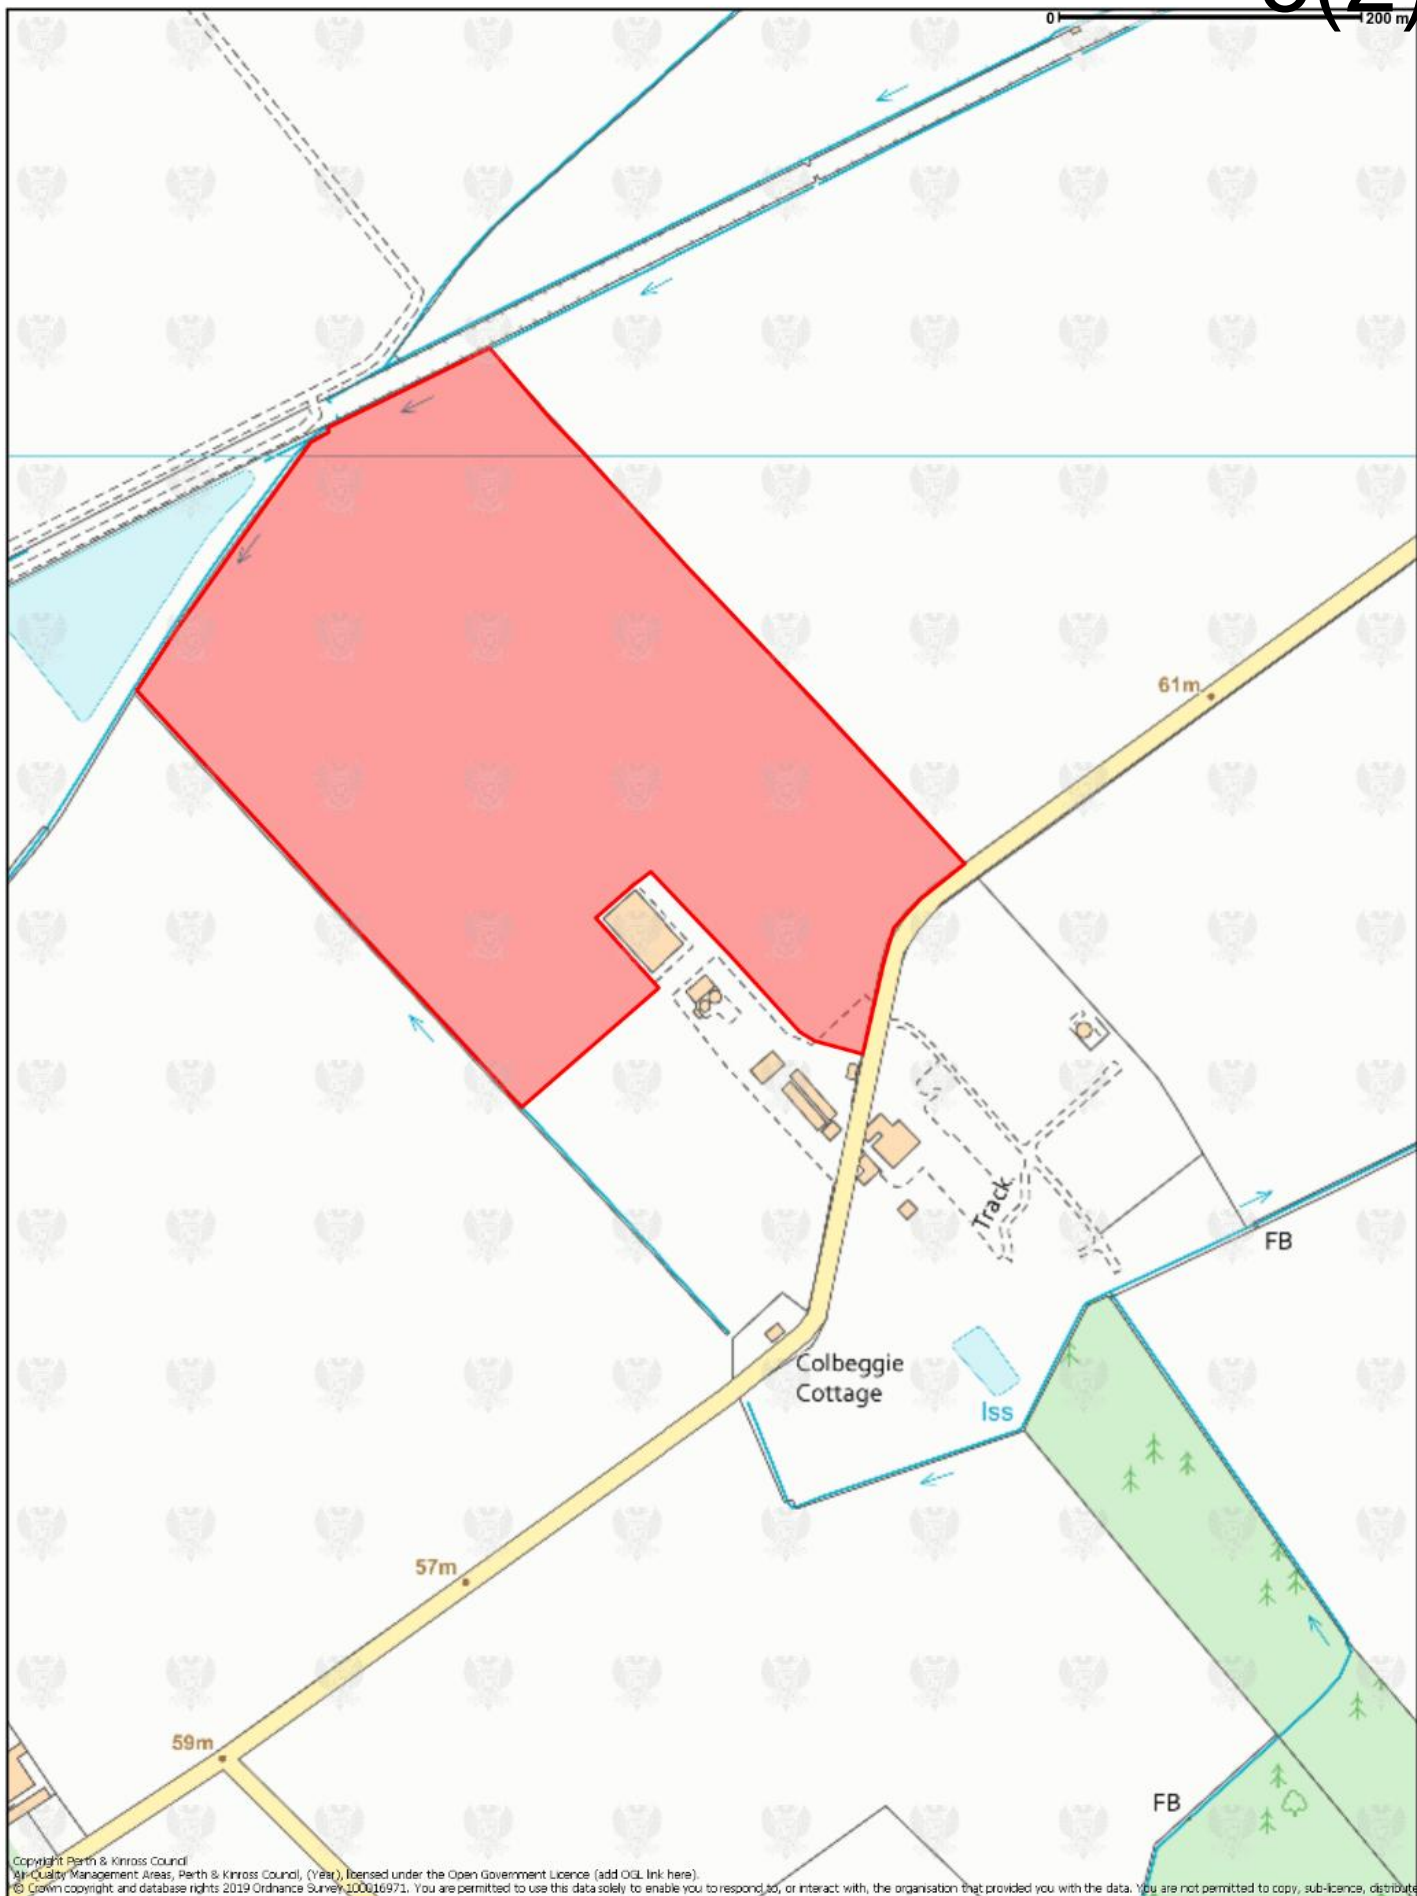 0
200 m
61m
Track
FB
Colbeggie
Cottage
Iss
57m
59m
FB
Copyright Perth & Kinross Council
Air Quality Management Areas, Perth & Kinross Council, (Year), licensed under the Open Government Licence (add OGL link here).
© Crown copyright and database rights 2019 Ordnance Survey 100016971. You are permitted to use this data solely to enable you to respond to, or interact with, the organisation that provided you with the data. You are not permitted to copy, sub-licence, distribute